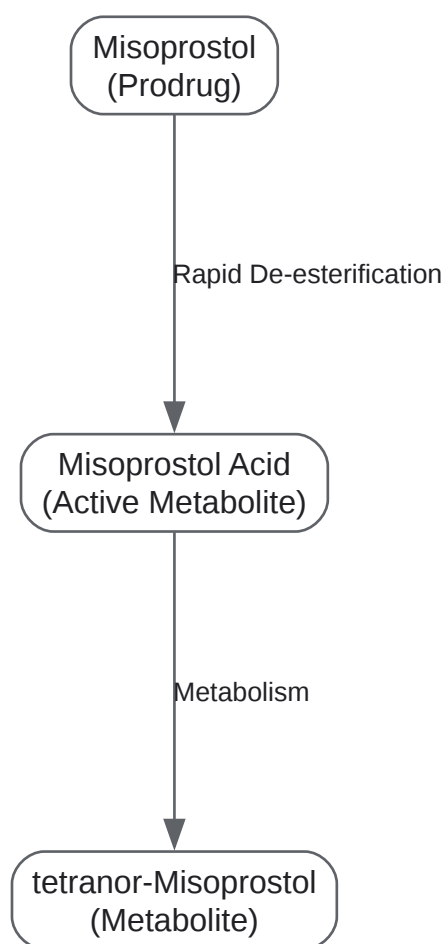 Misoprostol
(Prodrug)
Rapid De-esterification
Misoprostol Acid
(Active Metabolite)
Metabolism
tetranor-Misoprostol
(Metabolite)